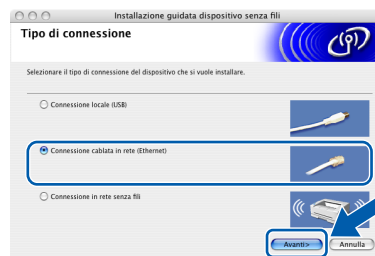 Installazione guidata dispositivo senza fili
Tipo di connessione
Selezionare il tipo di connessione del dispositivo che si vuole installare.
Connessione locale (USB)
Connessione cablata in rete (Ethernet)
Connessione in rete senza fili
Avanti>
Annulla